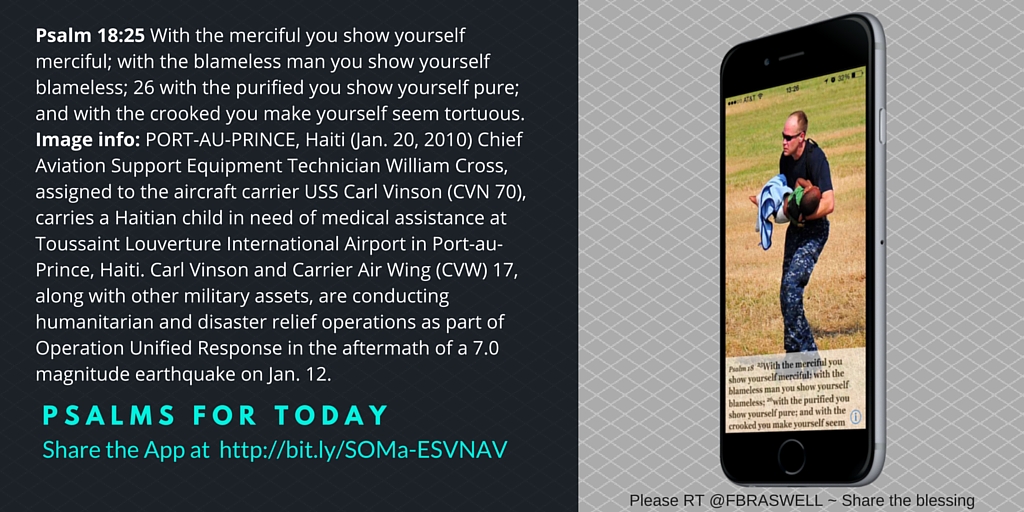 Psalm 18:25 With the merciful you show yourself
merciful; with the blameless man you show yourself
blameless; 26 with the purified you show yourself pure;
and with the crooked you make yourself seem tortuous.
Image info: PORT-AU-PRINCE, Haiti (Jan. 20, 2010) Chief
Aviation Support Equipment Technician William Cross,
assigned to the aircraft carrier USS Carl Vinson (CVN 70),
carries a Haitian child in need of medical assistance at
Toussaint Louverture International Airport in Port-au-
Prince, Haiti. Carl Vinson and Carrier Air Wing (CVW) 17,
along with other military assets, are conducting
humanitarian and disaster relief operations as part of
Operation Unified Response in the aftermath of a 7.0
magnitude earthquake on Jan. 12.
PSALMS FOR TODAY
Share the App at http://bit.ly/SOMa-ESVNAV
AT&T 13:26 32%
Psalm 18 25With the merciful you
show yourself merciful; with the
blameless man you show yourself
blameless; 26with the purified you
show yourself pure; and with the
crooked you make yourself seem
Please RT @FBRASWELL ~ Share the blessing